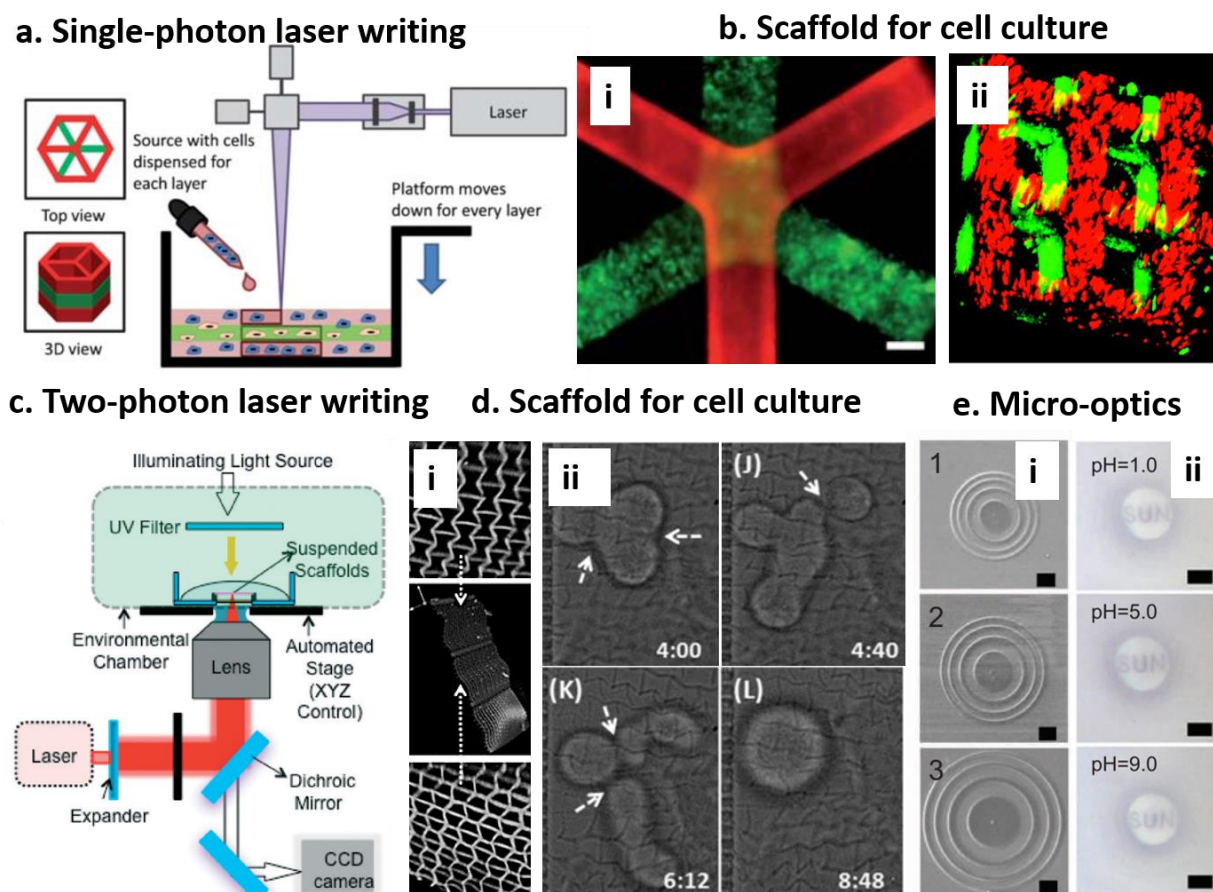 a. Single-photon laser writing
Source with cells
dispensed for
each layer
Laser
Platform moves
down for every layer
Top view
3D view
b. Scaffold for cell culture
i
ii
c. Two-photon laser writing
Illuminating Light Source
UV Filter
Suspended
Scaffolds
Environmental
Chamber
Lens
Automated
Stage
(XYZ
Control)
Laser
Expander
Dichroic
Mirror
CCD
camera
d. Scaffold for cell culture
i
ii
4:00
(J)
4:40
(K)
6:12
(L)
8:48
e. Micro-optics
1
i
2
3
pH=1.0
ii
SUN
pH=5.0
SUN
pH=9.0
SUN